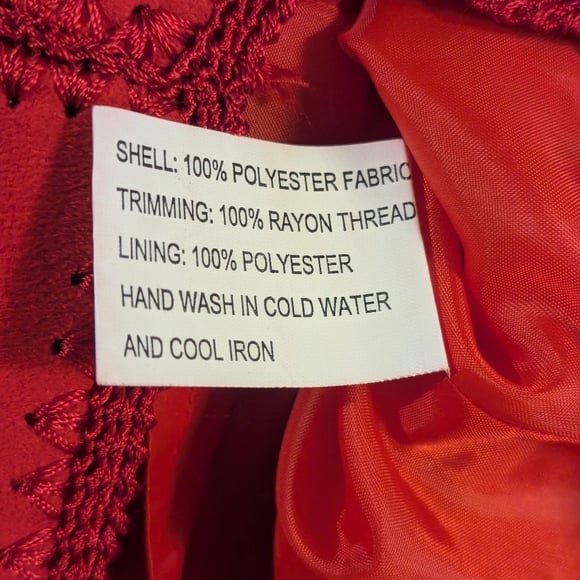 SHELL: 100% POLYESTER FABRIC
TRIMMING: 100% RAYON THREAD
LINING: 100% POLYESTER
HAND WASH IN COLD WATER
AND COOL IRON